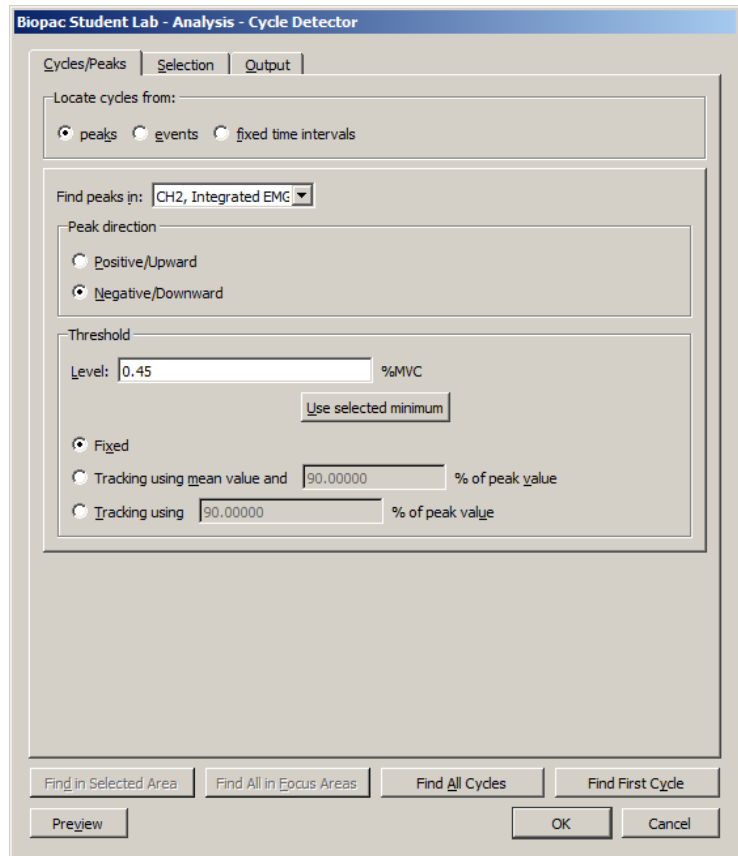 Biopac Student Lab - Analysis - Cycle Detector
Cycles/Peaks Selection Output
Locate cycles from:
peaks events fixed time intervals
Find peaks in: CH2, Integrated EMG
Peak direction
Positive/Upward
Negative/Downward
Threshold
Level: 0.45 %MVC
Use selected minimum
Fixed
Tracking using mean value and 90.00000 % of peak value
Tracking using 90.00000 % of peak value
Find in Selected Area Find All in Focus Areas Find All Cycles Find First Cycle
Preview OK Cancel